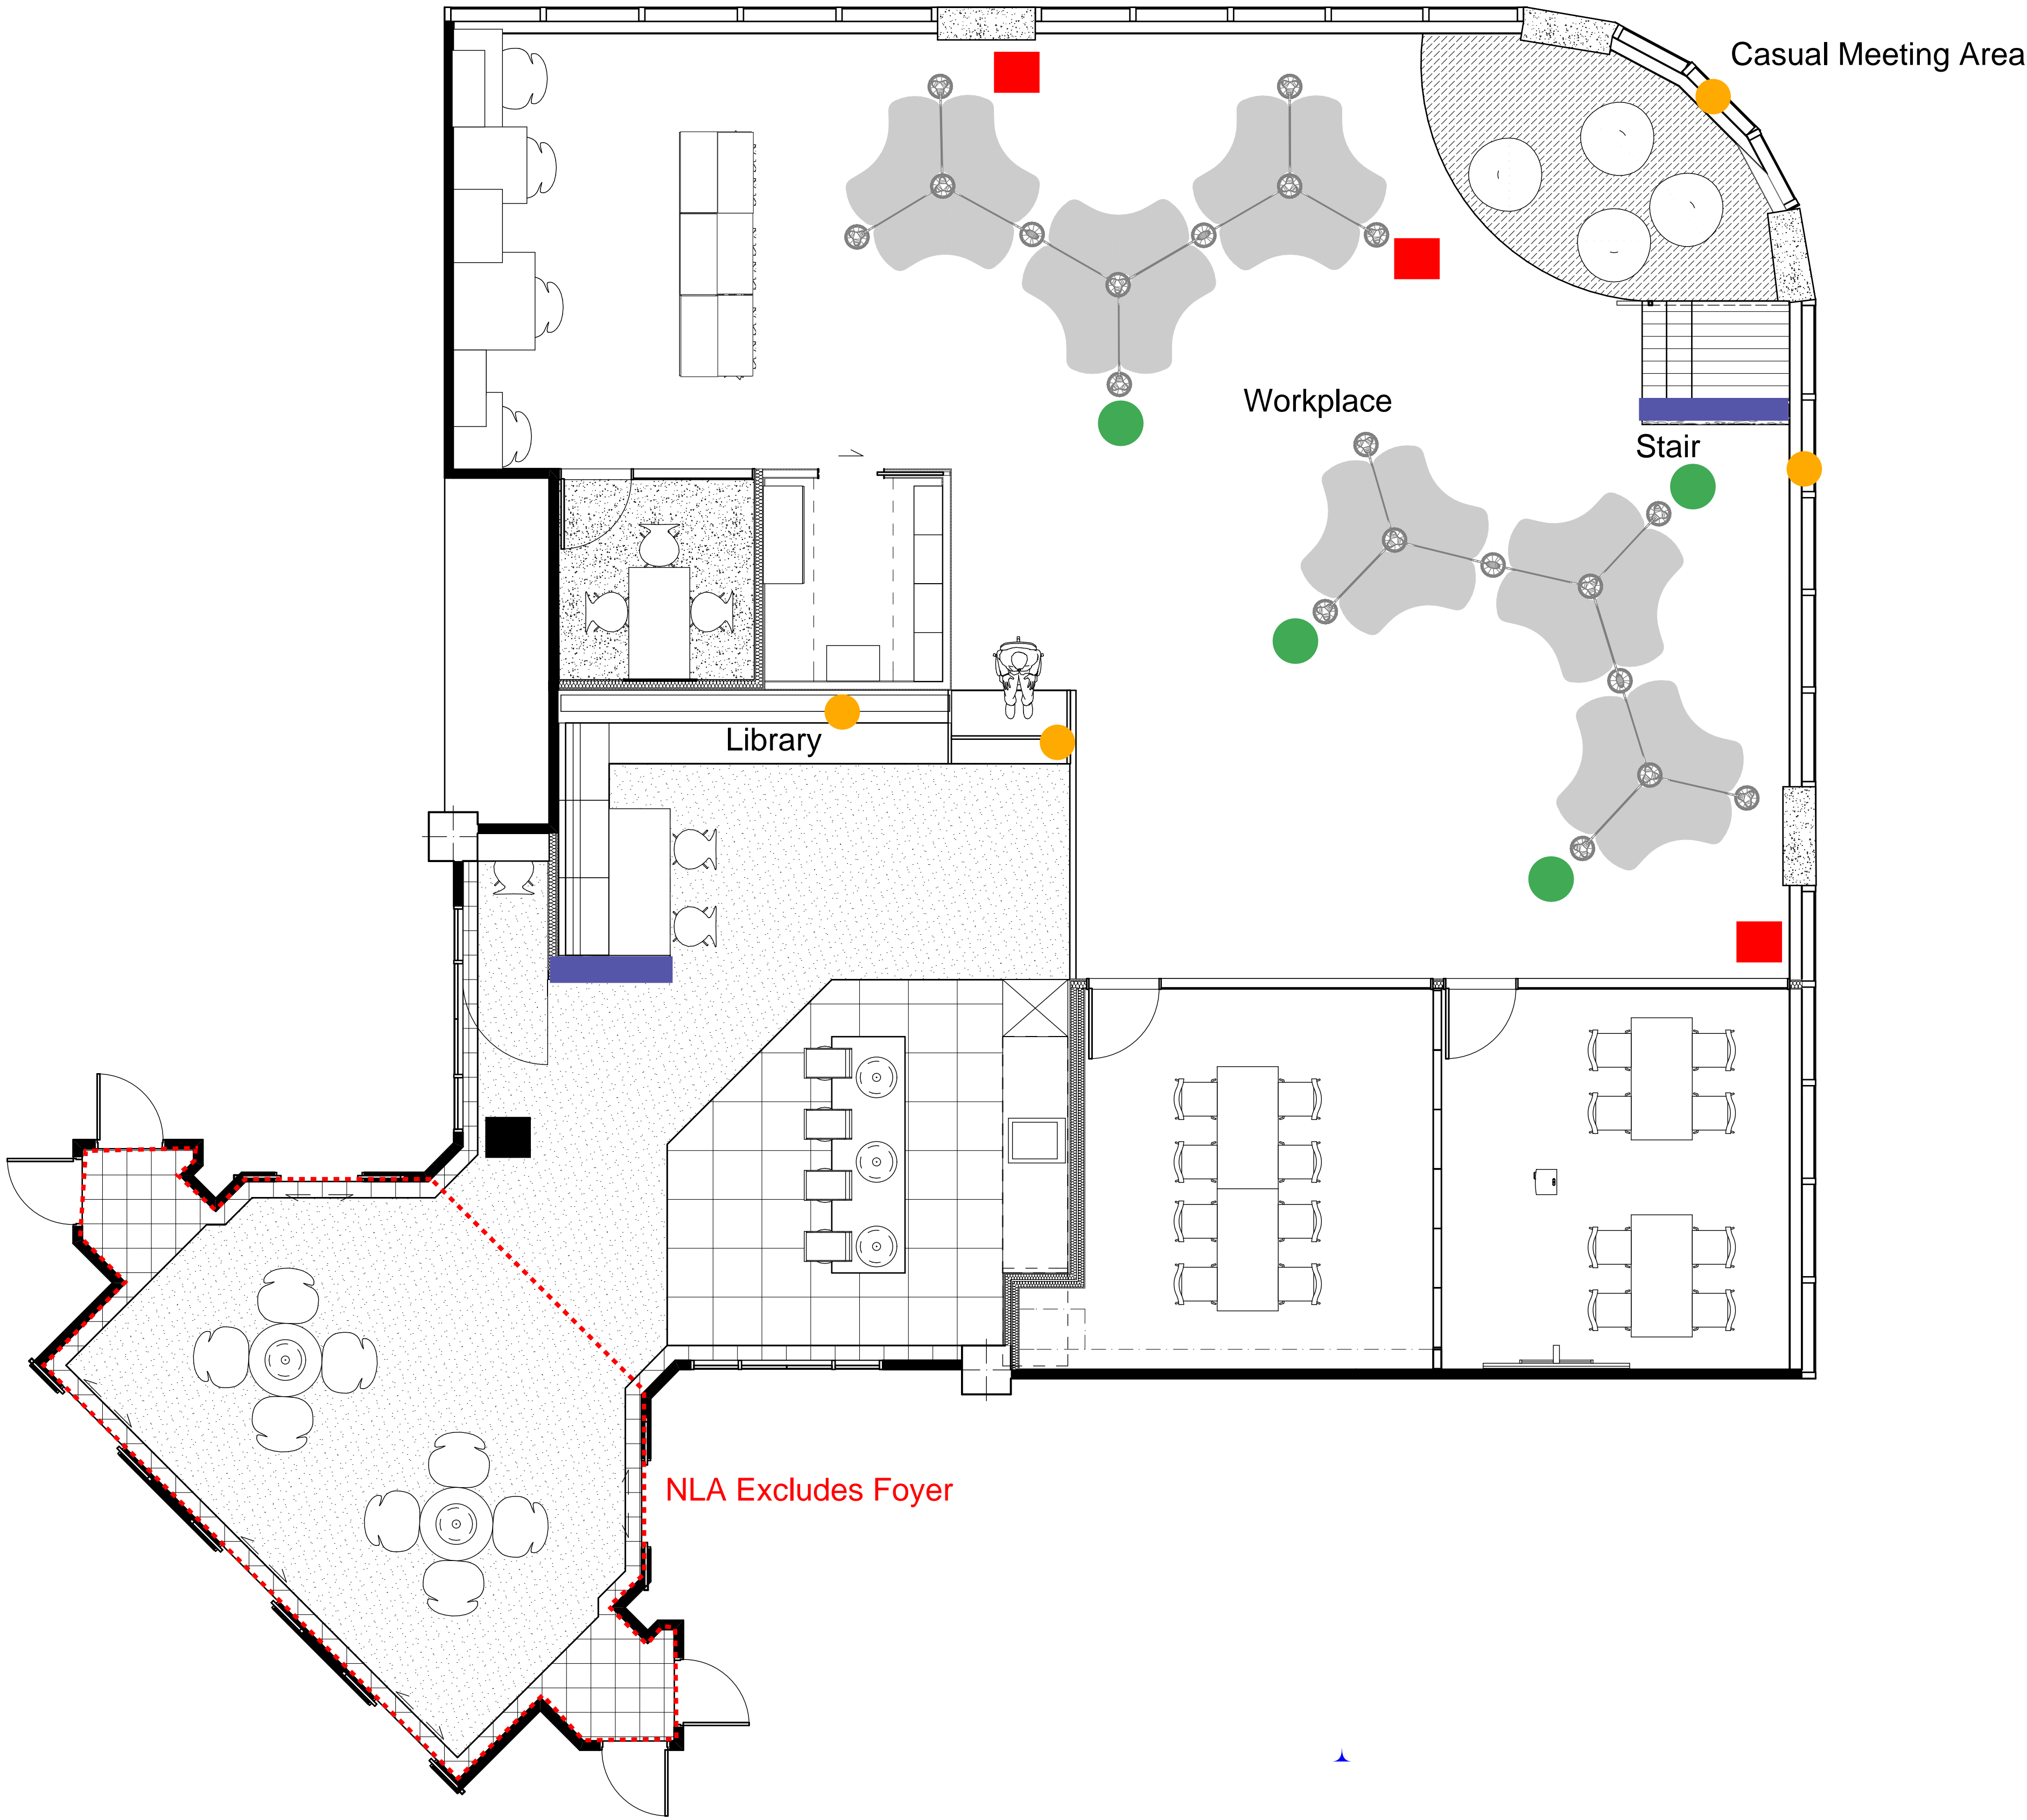 Casual Meeting Area
Workplace
Stair
Library
NLA Excludes Foyer